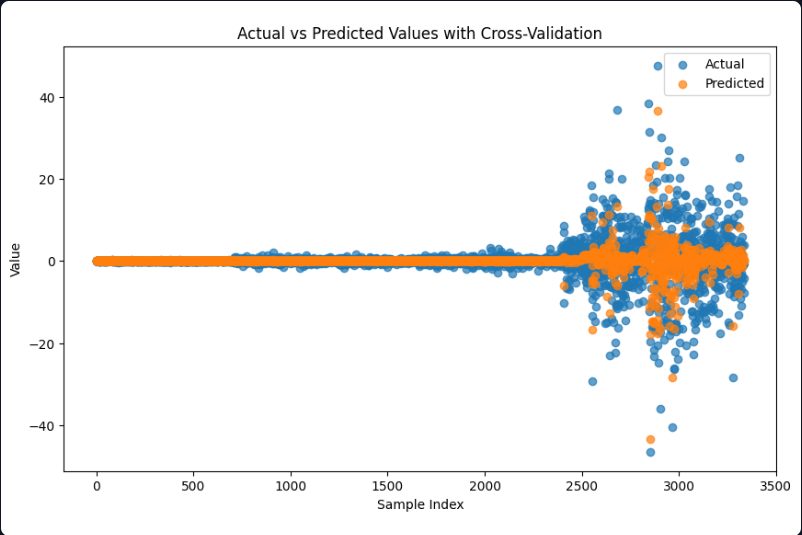 Actual vs Predicted Values with Cross-Validation
Actual
Predicted
40
20
0
−20
−40
Value
0
500
1000
1500
2000
2500
3000
3500
Sample Index